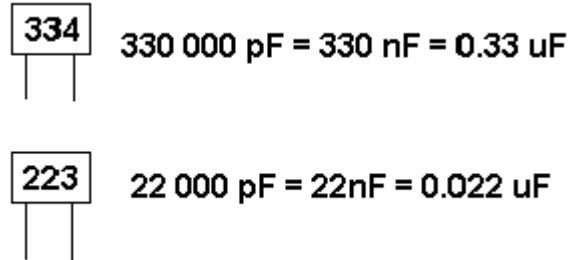 334
330 000 pF = 330 nF = 0.33 uF
223
22 000 pF = 22nF = 0.022 uF